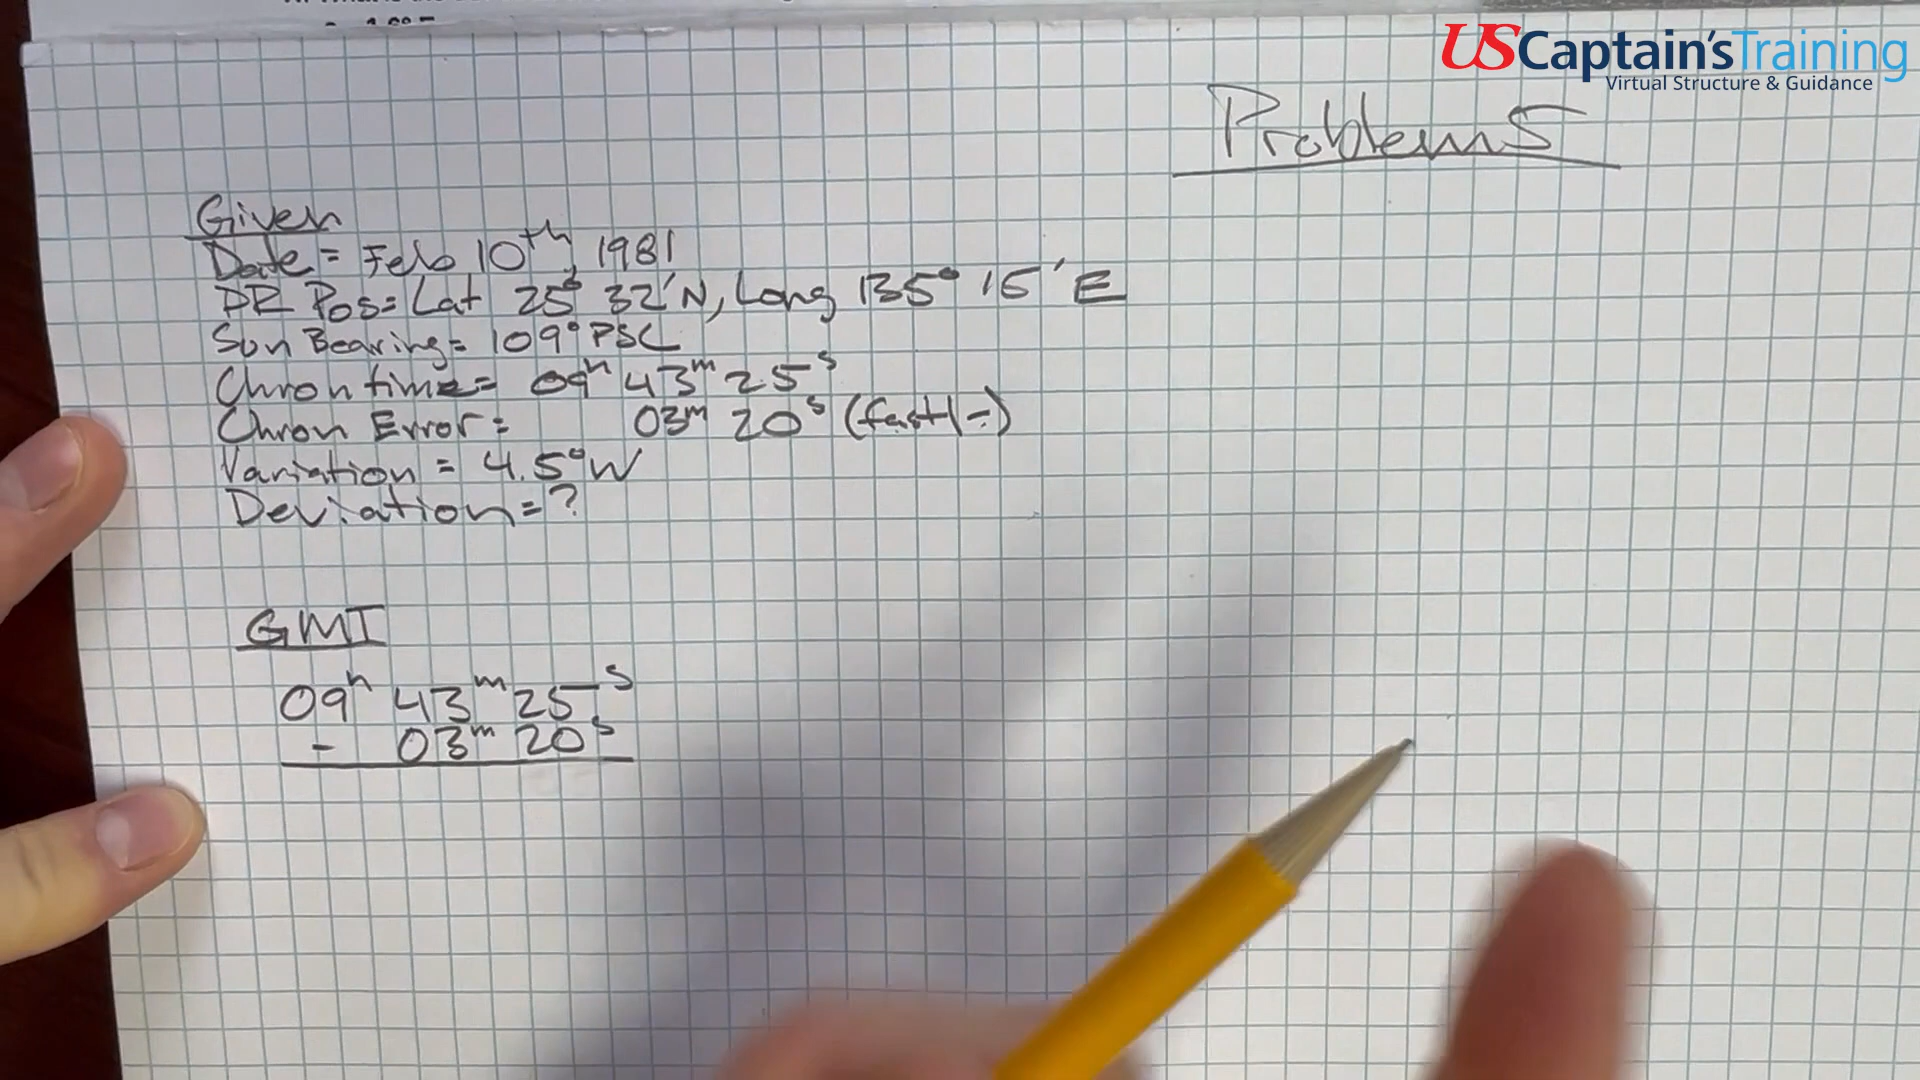 USCaptain'sTraining
Virtual Structure & Guidance
Problems
Given
Date = Feb 10th, 1981
DR Pos= Lat 25° 32'N, Long 135° 15' E
Sun Bearing= 109° PSC
Chron time= 09h 43m 25s
Chron Error= 03m 20s (fast/-)
Variation = 4.5°W
Deviation=?
GMT
09h 43m 25s
- 03m 20s